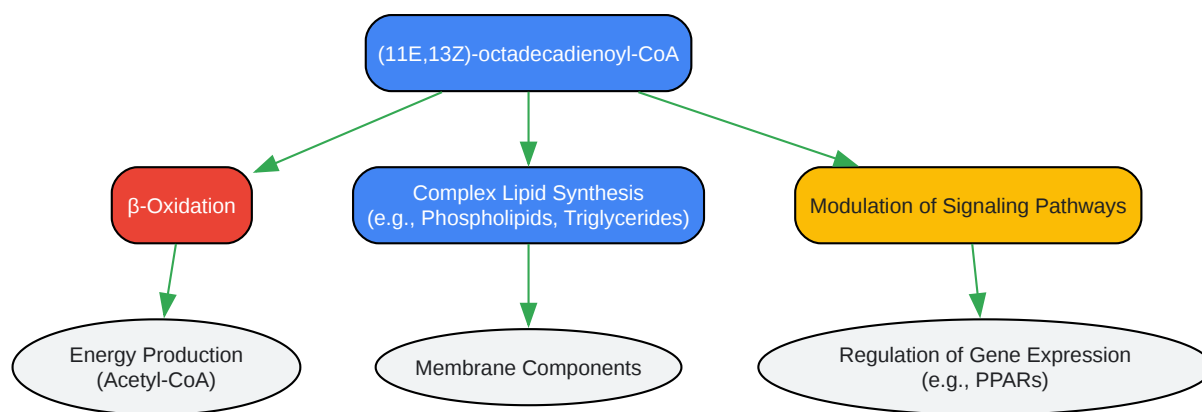 (11E,13Z)-octadecadienoyl-CoA
β-Oxidation
Complex Lipid Synthesis
(e.g., Phospholipids, Triglycerides)
Modulation of Signaling Pathways
Energy Production
(Acetyl-CoA)
Membrane Components
Regulation of Gene Expression
(e.g., PPARs)